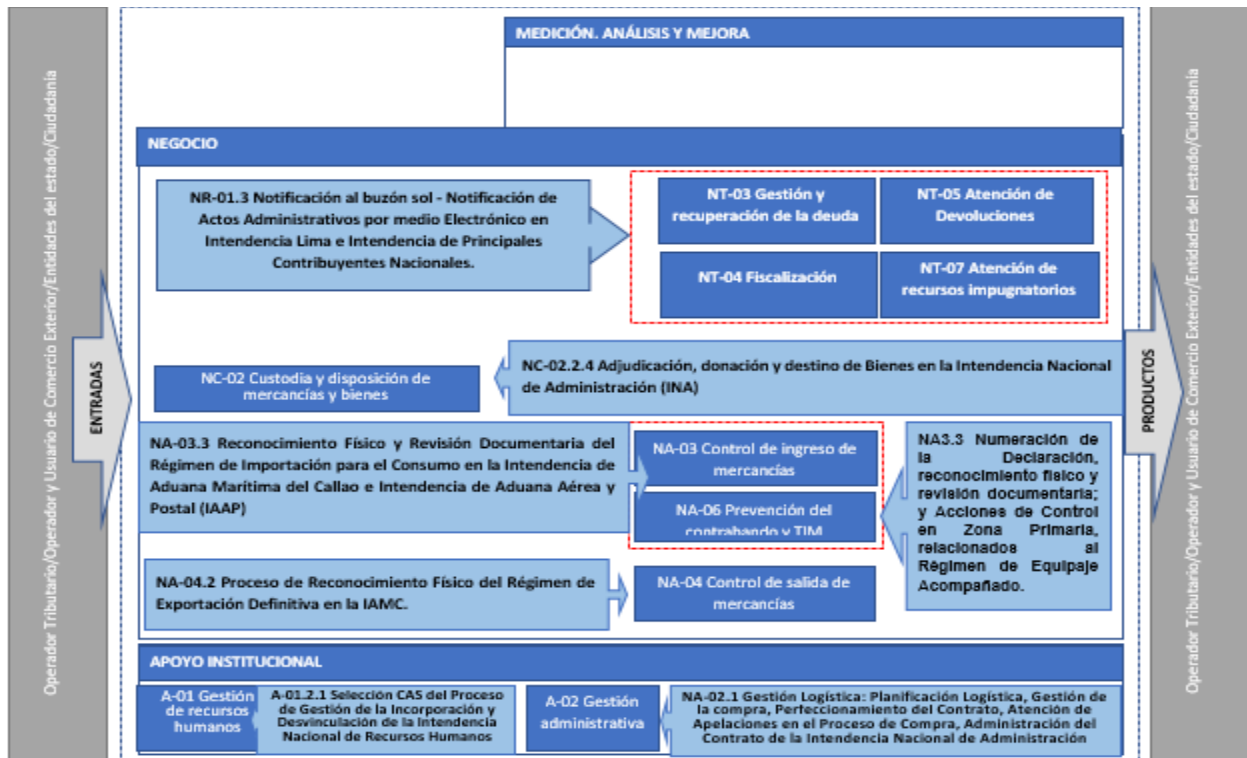 Operador Tributario/Operador y Usuario de Comercio Exterior/Entidades del estado/Ciudadanía
ENTRADAS
MEDICIÓN. ANÁLISIS Y MEJORA
NEGOCIO
NR-01.3 Notificación al buzón sol - Notificación de
Actos Administrativos por medio Electrónico en
Intendencia Lima e Intendencia de Principales
Contribuyentes Nacionales.
NT-03 Gestión y
recuperación de la deuda
NT-05 Atención de
Devoluciones
NT-04 Fiscalización
NT-07 Atención de
recursos impugnatorios
NC-02 Custodia y disposición de
mercancías y bienes
NC-02.2.4 Adjudicación, donación y destino de Bienes en la Intendencia Nacional
de Administración (INA)
NA-03.3 Reconocimiento Físico y Revisión Documentaria del
Régimen de Importación para el Consumo en la Intendencia de
Aduana Marítima del Callao e Intendencia de Aduana Aérea y
Postal (IAAP)
NA-03 Control de ingreso de
mercancías
NA-06 Prevención del
contrabando y TIM
NA3.3 Numeración de
la Declaración,
reconocimiento físico y
revisión documentaria;
y Acciones de Control
en Zona Primaria,
relacionados al
Régimen de Equipaje
Acompañado.
NA-04.2 Proceso de Reconocimiento Físico del Régimen de
Exportación Definitiva en la IAMC.
NA-04 Control de salida de
mercancías
APOYO INSTITUCIONAL
A-01 Gestión
de recursos
humanos
A-01.2.1 Selección CAS del Proceso
de Gestión de la Incorporación y
Desvinculación de la Intendencia
Nacional de Recursos Humanos
A-02 Gestión
administrativa
NA-02.1 Gestión Logística: Planificación Logística, Gestión de
la compra, Perfeccionamiento del Contrato, Atención de
Apelaciones en el Proceso de Compra, Administración del
Contrato de la Intendencia Nacional de Administración
PRODUCTOS
Operador Tributario/Operador y Usuario de Comercio Exterior/Entidades del estado/Ciudadanía